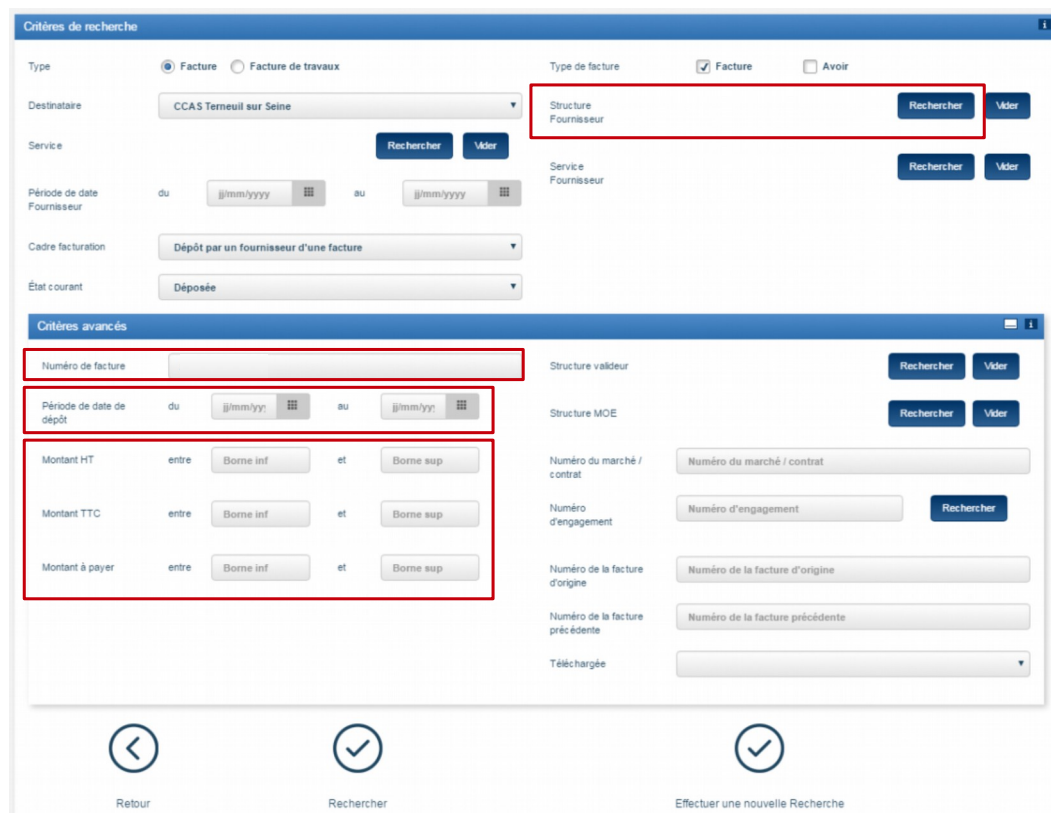 Critères de recherche
Type Facture Facture de travaux Type de facture Facture Avoir
Destinataire CCAS Terneuil sur Seine Structure Fournisseur Rechercher Vider
Service Rechercher Vider
Service Fournisseur Rechercher Vider
Période de date Fournisseur du jj/mm/yyyy au jj/mm/yyyy
Cadre facturation Dépôt par un fournisseur d'une facture
État courant Déposée
Critères avancés
Numéro de facture Structure valideur Rechercher Vider
Période de date de dépôt du jj/mm/yy: au jj/mm/yy: Structure MOE Rechercher Vider
Montant HT entre Borne inf et Borne sup Numéro du marché / contrat Numéro du marché / contrat
Montant TTC entre Borne inf et Borne sup Numéro d'engagement Numéro d'engagement Rechercher
Montant à payer entre Borne inf et Borne sup Numéro de la facture d'origine Numéro de la facture d'origine
Numéro de la facture précédente Numéro de la facture précédente
Téléchargée
Retour Rechercher Effectuer une nouvelle Recherche